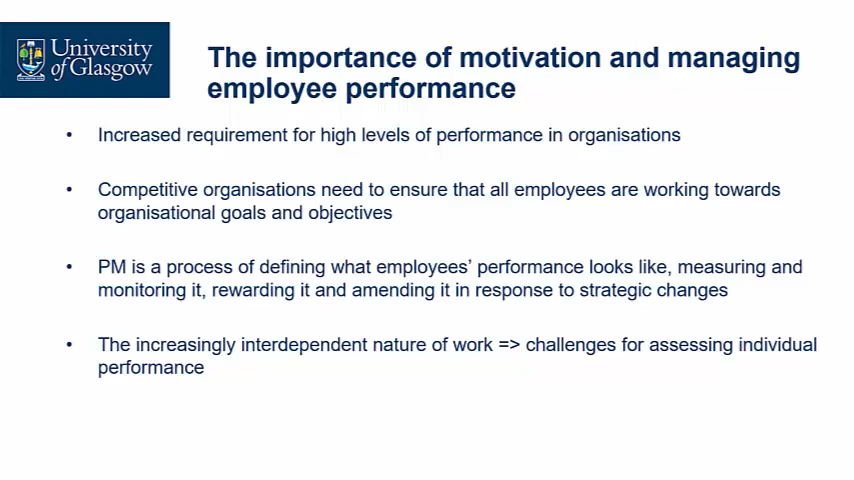 University
of Glasgow
The importance of motivation and managing
employee performance
• Increased requirement for high levels of performance in organisations
• Competitive organisations need to ensure that all employees are working towards
organisational goals and objectives
• PM is a process of defining what employees’ performance looks like, measuring and
monitoring it, rewarding it and amending it in response to strategic changes
• The increasingly interdependent nature of work => challenges for assessing individual
performance